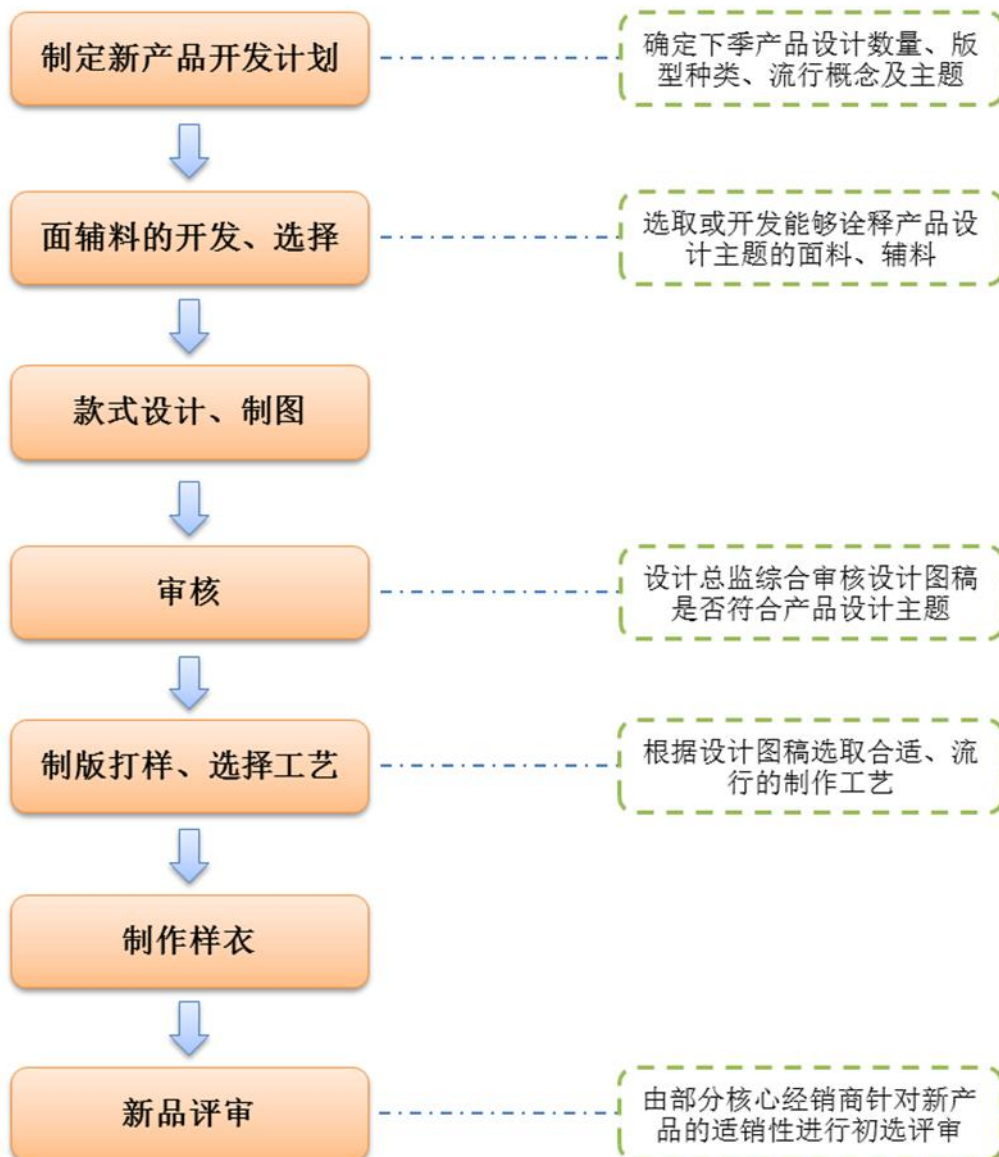 制定新产品开发计划
确定下季产品设计数量、版
型种类、流行概念及主题
面辅料的开发、选择
选取或开发能够诠释产品设
计主题的面料、辅料
款式设计、制图
审核
设计总监综合审核设计图稿
是否符合产品设计主题
制版打样、选择工艺
根据设计图稿选取合适、流
行的制作工艺
制作样衣
新品评审
由部分核心经销商针对新产
品的适销性进行初选评审